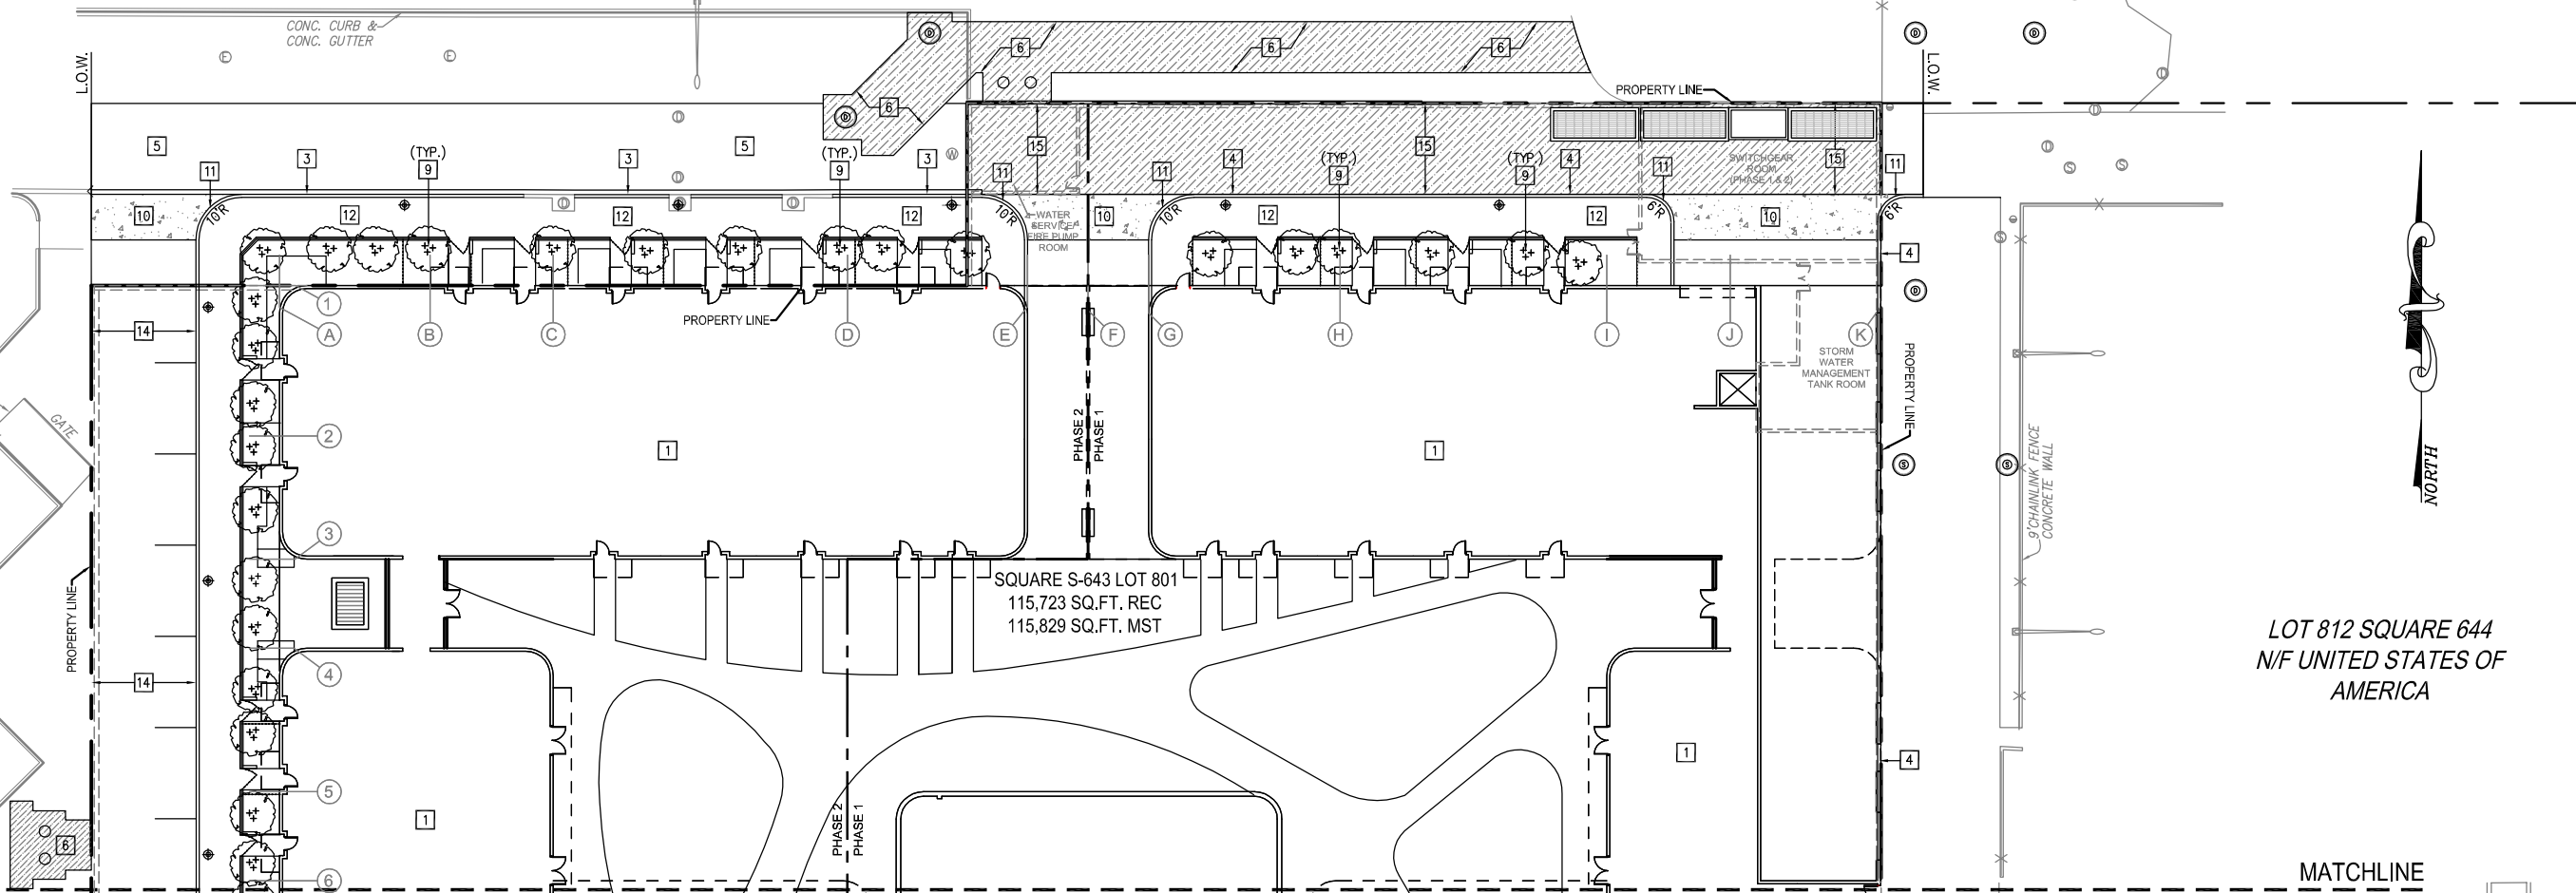 CONC. CURB &
CONC. GUTTER
E
E
L.O.W.
D
6
6
6
D
D
L.O.W.
D
PROPERTY LINE
6
D
D
D
5
3
(TYP.)
9
3
5
(TYP.)
9
3
W
11
11
15
11
4
(TYP.)
9
15
(TYP.)
9
4
11
SWITCHGEAR
ROOM
(PHASE 1 & 2)
15
11
D
S
S
10
10'R
12
D
12
D
D
12
10'R
WATER
SERVICE/
FIRE PUMP
ROOM
10
10'R
12
12
6'R
10
6'R
S
4
D
14
1
A
B
C
PROPERTY LINE
D
E
F
G
H
I
J
K
STORM
WATER
MANAGEMENT
TANK ROOM
PROPERTY LINE
GATE
2
1
PHASE 2
PHASE 1
1
S
S
9'CHAINLINK FENCE
CONCRETE WALL
NORTH
3
PROPERTY LINE
SQUARE S-643 LOT 801
115,723 SQ.FT. REC
115,829 SQ.FT. MST
LOT 812 SQUARE 644
N/F UNITED STATES OF
AMERICA
14
4
1
4
5
1
PHASE 2
PHASE 1
6
6
MATCHLINE